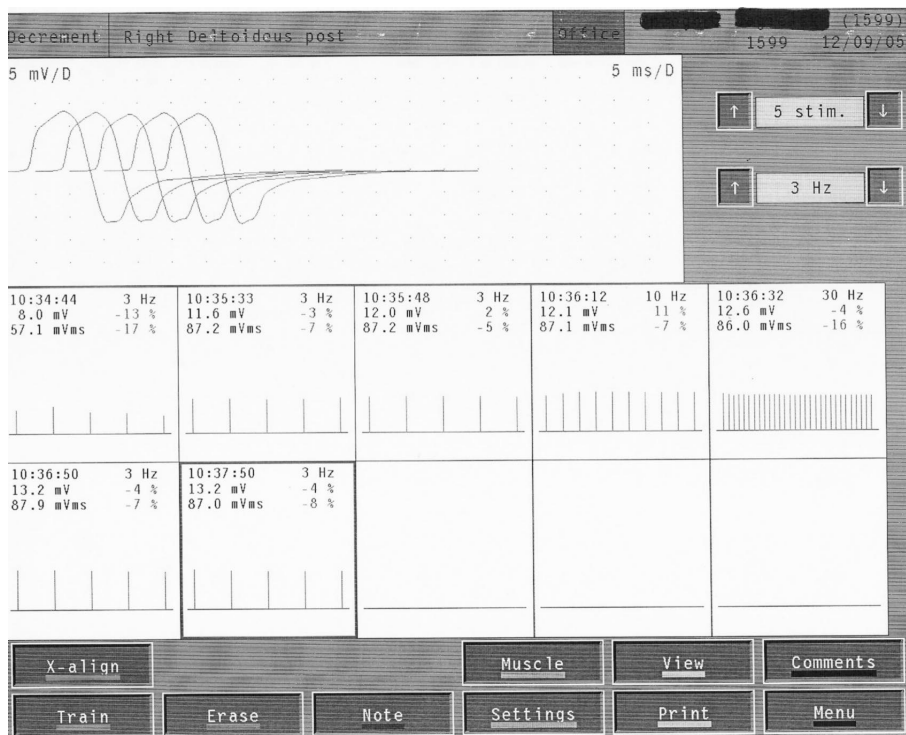 Decrement Right Deitoideus post Office (1599)
1599 12/09/05
5 mV/D 5 ms/D
↑ 5 stim. ↓
↑ 3 Hz ↓
10:34:44 3 Hz
8.0 mV -13 %
57.1 mVms -17 %
10:35:33 3 Hz
11.6 mV -3 %
87.2 mVms -7 %
10:35:48 3 Hz
12.0 mV 2 %
87.2 mVms -5 %
10:36:12 10 Hz
12.1 mV 11 %
87.1 mVms -7 %
10:36:32 30 Hz
12.6 mV -4 %
86.0 mVms -16 %
10:36:50 3 Hz
13.2 mV -4 %
87.9 mVms -7 %
10:37:50 3 Hz
13.2 mV -4 %
87.0 mVms -8 %
X-align Muscle View Comments
Train Erase Note Settings Print Menu